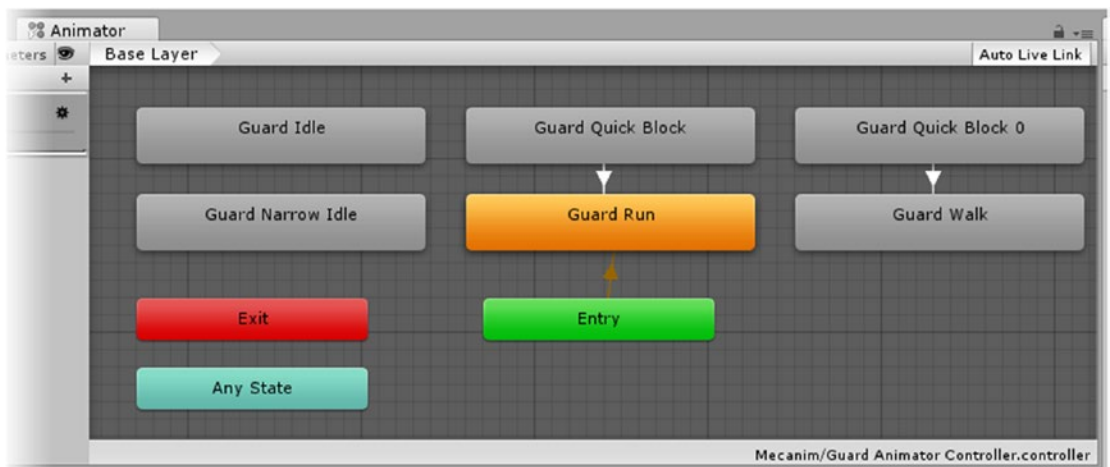 Animator
eters
Base Layer
Auto Live Link
+
Guard Idle
Guard Quick Block
Guard Quick Block 0
Guard Narrow Idle
Guard Run
Guard Walk
Exit
Entry
Any State
Mecanim/Guard Animator Controller.controller